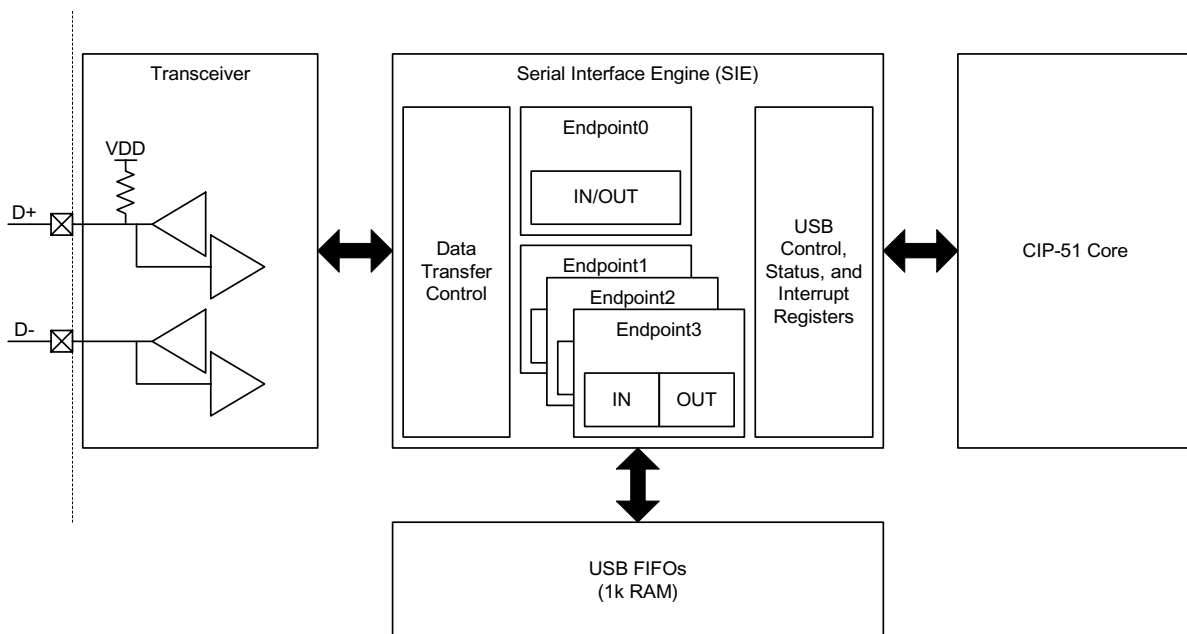 Transceiver
VDD
D+
D-
Serial Interface Engine (SIE)
Data
Transfer
Control
Endpoint0
IN/OUT
Endpoint1
Endpoint2
Endpoint3
IN
OUT
USB
Control,
Status, and
Interrupt
Registers
CIP-51 Core
USB FIFOs
(1k RAM)